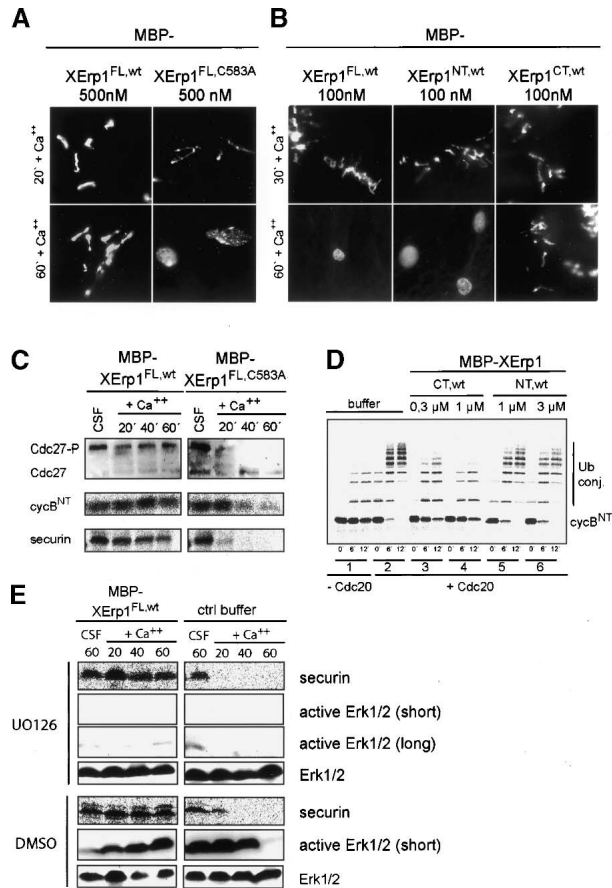 A
MBP-
XErp1FL,wt 500nM
XErp1FL,C583A 500 nM
20´ + Ca++
60´ + Ca++
B
MBP-
XErp1FL,wt 100nM
XErp1NT,wt 100 nM
XErp1CT,wt 100nM
30´ + Ca++
60´ + Ca++
C
MBP-XErp1FL,wt
MBP-XErp1FL,C583A
CSF + Ca++ 20´ 40´ 60´
CSF + Ca++ 20´ 40´ 60´
Cdc27-P
Cdc27
cycBNT
securin
D
MBP-XErp1
buffer
CT,wt
NT,wt
0,3 µM 1 µM 1 µM 3 µM
Ub conj.
cycBNT
0´ 6´ 12´ 0´ 6´ 12´ 0´ 6´ 12´ 0´ 6´ 12´ 0´ 6´ 12´ 0´ 6´ 12´
1 2 3 4 5 6
- Cdc20
+ Cdc20
E
MBP-XErp1FL,wt
ctrl buffer
CSF + Ca++
CSF + Ca++
60 20 40 60
60 20 40 60
UO126
securin
active Erk1/2 (short)
active Erk1/2 (long)
Erk1/2
DMSO
securin
active Erk1/2 (short)
Erk1/2